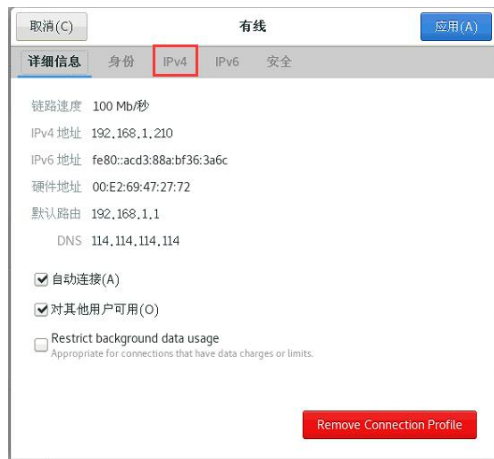 取消(C) 有线 应用(A)
详细信息 身份 IPv4 IPv6 安全
链路速度 100 Mb/秒
IPv4 地址 192.168.1.210
IPv6 地址 fe80::acd3:88a:bf36:3a6c
硬件地址 00:E2:69:47:27:72
默认路由 192.168.1.1
DNS 114.114.114.114
自动连接(A)
对其他用户可用(O)
Restrict background data usage
Appropriate for connections that have data charges or limits.
Remove Connection Profile